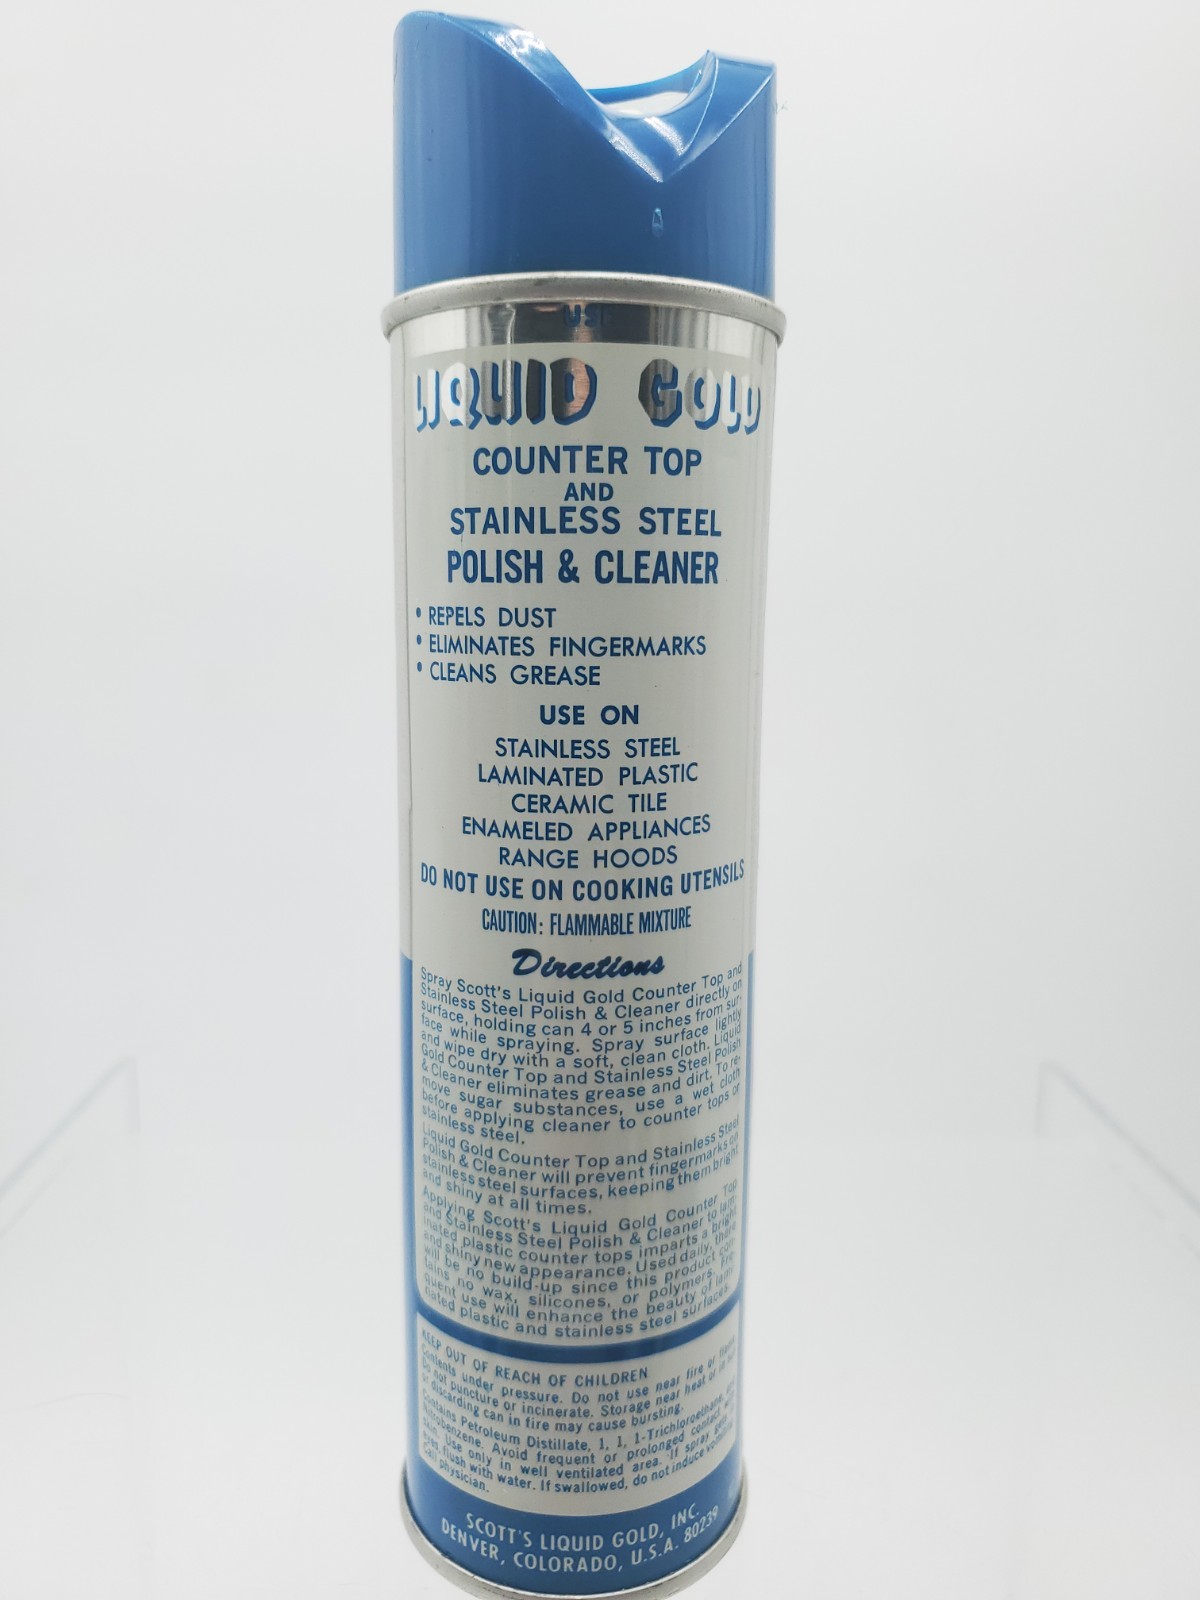 USA
LIQUID GOLD
COUNTER TOP
AND
STAINLESS STEEL
POLISH & CLEANER
• REPELS DUST
• ELIMINATES FINGERMARKS
• CLEANS GREASE
USE ON
STAINLESS STEEL
LAMINATED PLASTIC
CERAMIC TILE
ENAMELED APPLIANCES
RANGE HOODS
DO NOT USE ON COOKING UTENSILS
CAUTION: FLAMMABLE MIXTURE
Directions
Spray Scott's Liquid Gold Counter Top and
Stainless Steel Polish & Cleaner directly on
surface, holding can 4 or 5 inches from sur-
face while spraying. Spray surface lightly
and wipe dry with a soft, clean cloth. Liquid
Gold Counter Top and Stainless Steel Polish
& Cleaner eliminates grease and dirt. To re-
move sugar substances, use a wet cloth
before applying cleaner to counter tops or
stainless steel.
Liquid Gold Counter Top and Stainless Steel
Polish & Cleaner will prevent fingermarks on
stainless steel surfaces, keeping them bright
and shiny at all times.
Applying Scott's Liquid Gold Counter Top
and Stainless Steel Polish & Cleaner to lam-
inated plastic counter tops imparts a bright
and shiny new appearance. Used daily, there
will be no build-up since this product con-
tains no wax, silicones, or polymers. Fre-
quent use will enhance the beauty of lami-
nated plastic and stainless steel surfaces.
KEEP OUT OF REACH OF CHILDREN
Contents under pressure. Do not use near fire or flame.
Do not puncture or incinerate. Storage near heat or in sun
or discarding can in fire may cause bursting.
Contains Petroleum Distillate, 1, 1, 1-Trichloroethane,
Nitrobenzene. Avoid frequent or prolonged contact with
skin. Use only in well ventilated area. If spray gets in
eyes, flush with water. If swallowed, do not induce vomiting.
Call physician.
SCOTT'S LIQUID GOLD, INC.
DENVER, COLORADO, U.S.A. 80239